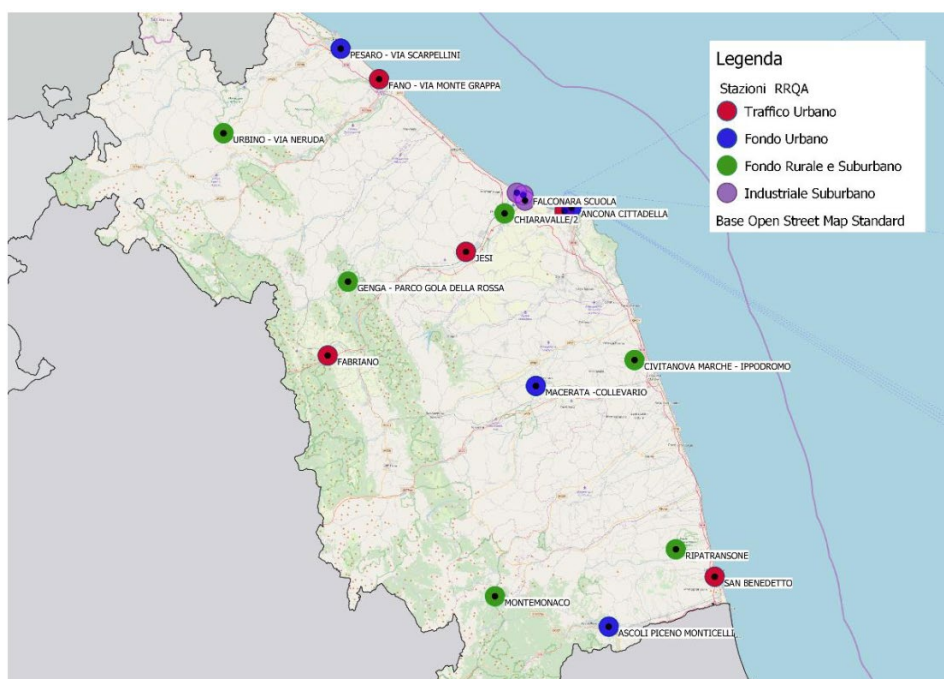 PESARO - VIA SCARPELLINI
FANO - VIA MONTE GRAPPA
URBINO - VIA NERUDA
FALCONARA SCUOLA
ANCONA CITTADELLA
CHIARAVALLE/2
JESI
GENGA - PARCO GOLA DELLA ROSSA
FABRIANO
CIVITANOVA MARCHE - IPPODROMO
MACERATA -COLLEVARIO
RIPATRANSONE
SAN BENEDETTO
MONTEMONACO
ASCOLI PICENO MONTICELLI
Legenda
Stazioni RRQA
Traffico Urbano
Fondo Urbano
Fondo Rurale e Suburbano
Industriale Suburbano
Base Open Street Map Standard